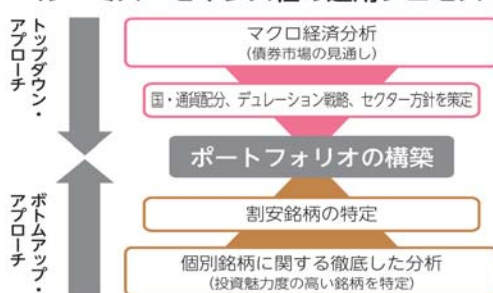 トップダウン・
アプローチ
マクロ経済分析
(債券市場の見通し)
国・通貨配分、デュレーション戦略、セクター方針を策定
ポートフォリオの構築
ボトムアップ・
アプローチ
割安銘柄の特定
個別銘柄に関する徹底した分析
(投資魅力度の高い銘柄を特定)